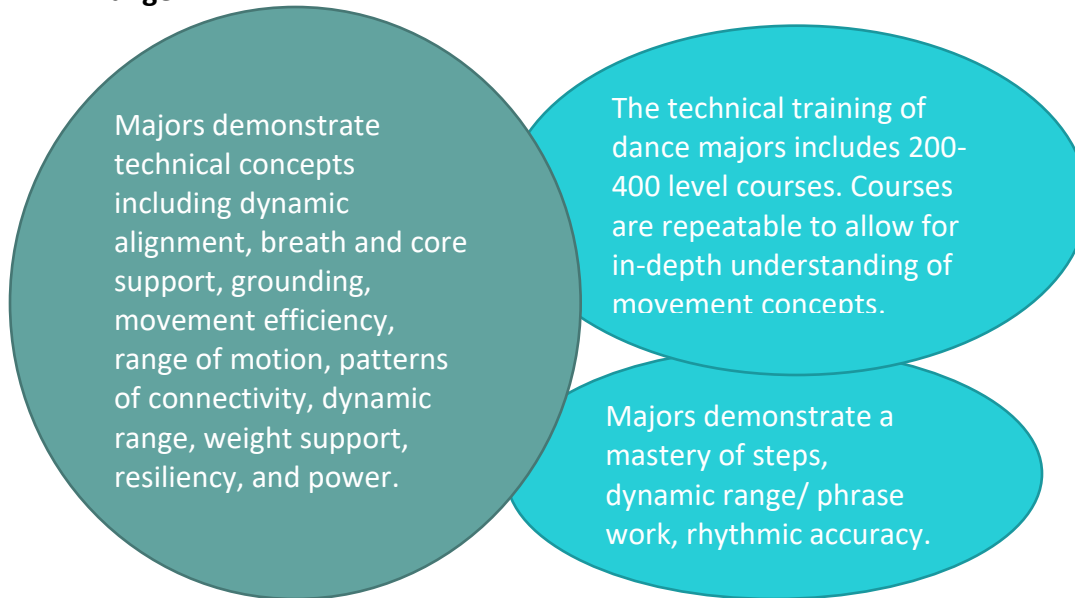 Majors demonstrate
technical concepts
including dynamic
alignment, breath and core
support, grounding,
movement efficiency,
range of motion, patterns
of connectivity, dynamic
range, weight support,
resiliency, and power.
The technical training of
dance majors includes 200-
400 level courses. Courses
are repeatable to allow for
in-depth understanding of
movement concepts.
Majors demonstrate a
mastery of steps,
dynamic range/ phrase
work, rhythmic accuracy.